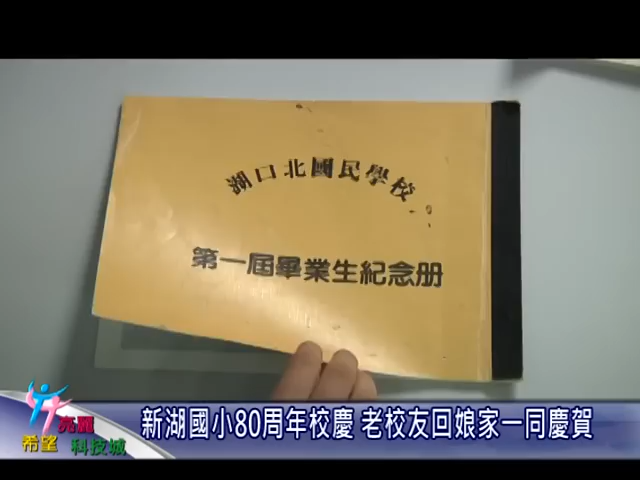 湖口北國民學校
第一屆畢業生紀念册
新湖國小80周年校慶 老校友回娘家一同慶賀
亮麗
希望 科技城